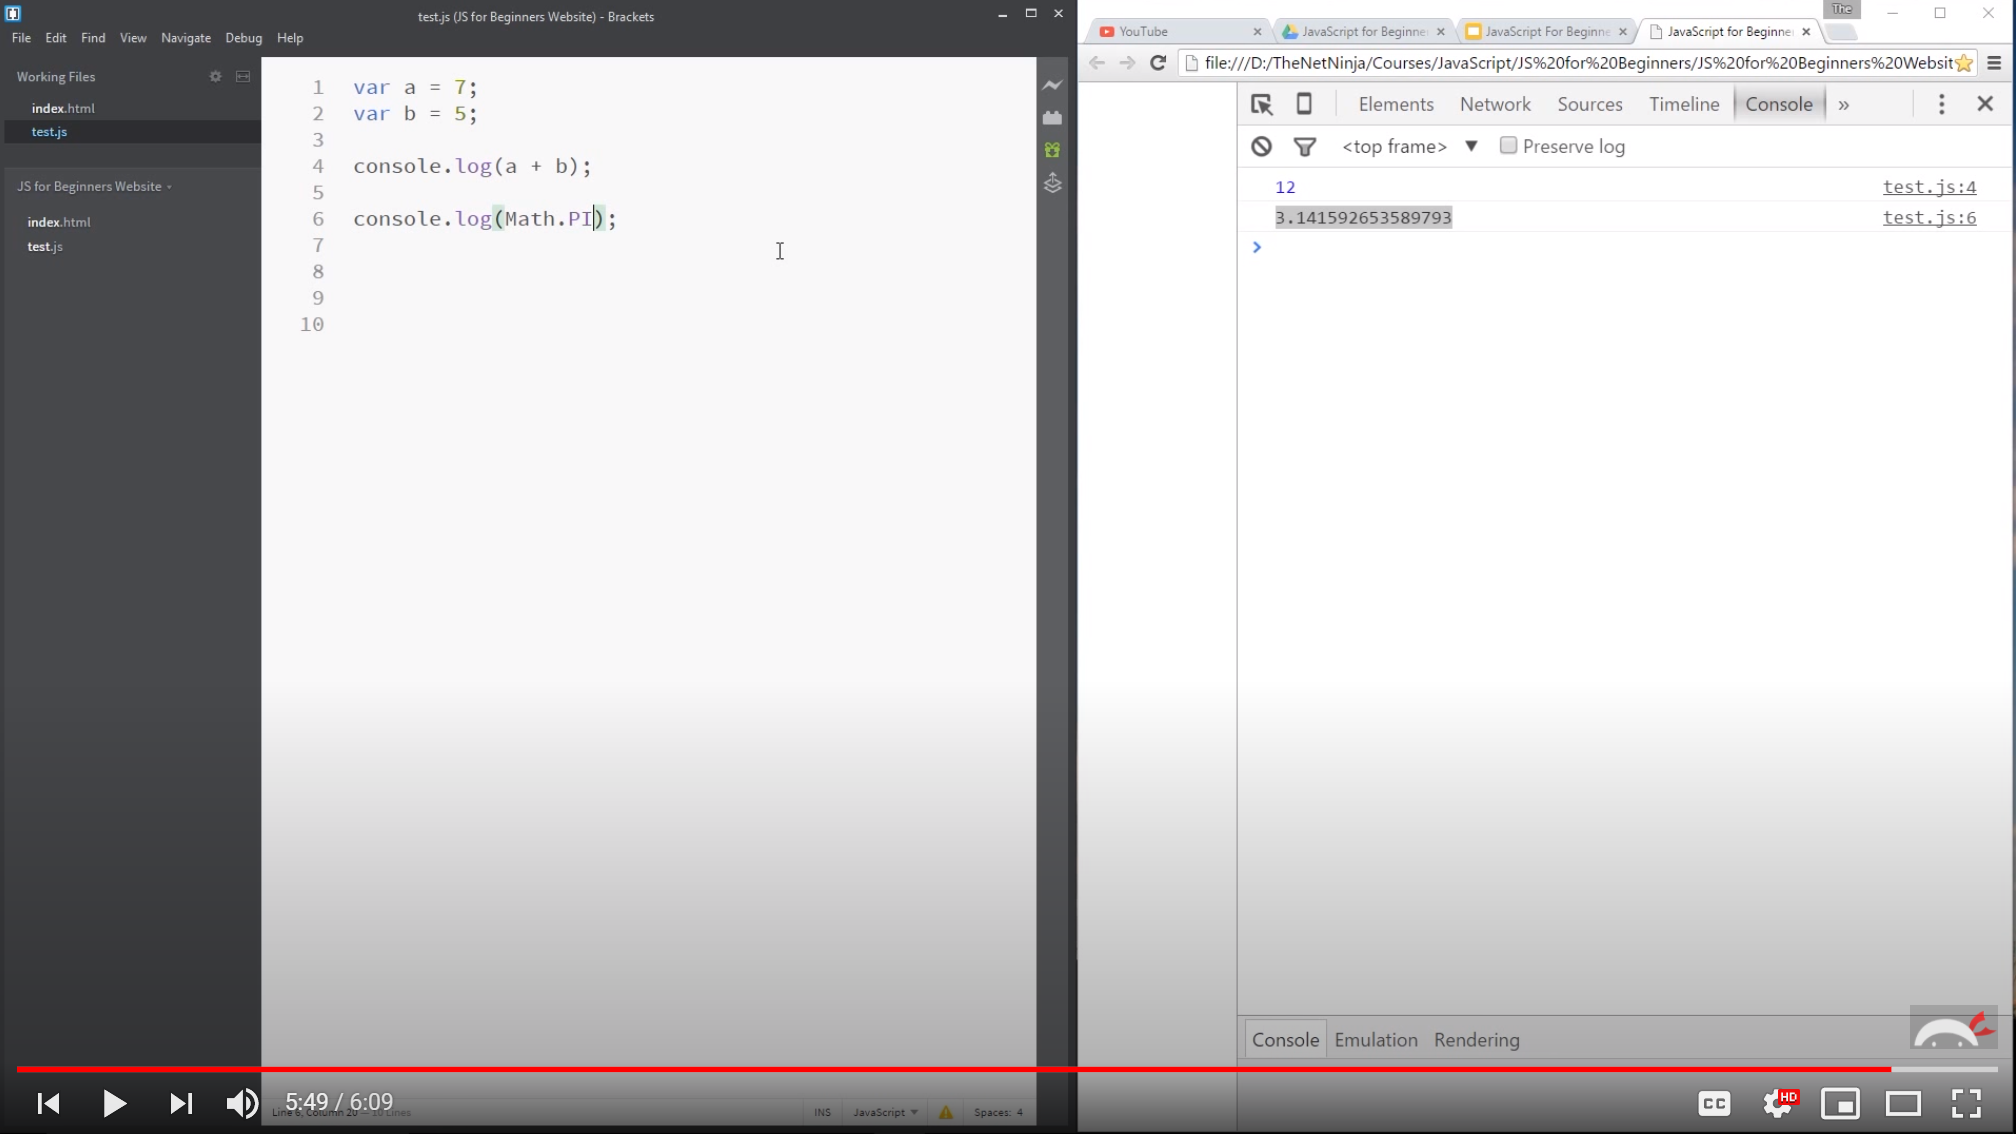 test.js (JS for Beginners Website) - Brackets
File Edit Find View Navigate Debug Help
Working Files
index.html
test.js
JS for Beginners Website
index.html
test.js
1 var a = 7;
2 var b = 5;
3
4 console.log(a + b);
5
6 console.log(Math.PI);
7
8
9
10
The
YouTube
JavaScript for Beginne
JavaScript For Beginne
JavaScript for Beginne
file:///D:/TheNetNinja/Courses/JavaScript/JS%20for%20Beginners/JS%20for%20Beginners%20Websit
Elements Network Sources Timeline Console »
<top frame> ▼ Preserve log
12 test.js:4
3.141592653589793 test.js:6
>
Console Emulation Rendering
5:49 / 6:09
Line 6, Column 20 — 10 Lines
INS JavaScript Spaces: 4
CC HD